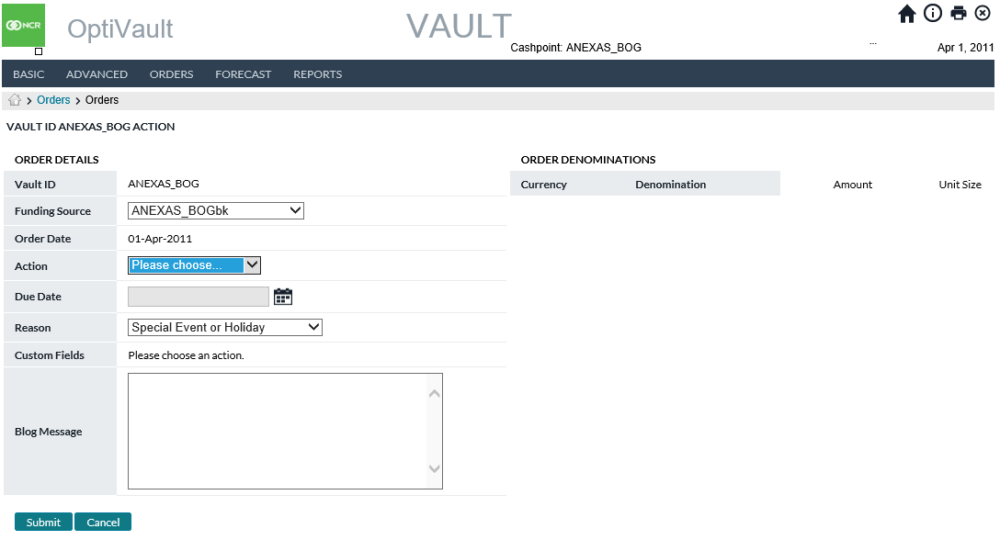 NCR
OptiVault
VAULT
Cashpoint: ANEXAS_BOG
...
Apr 1, 2011
BASIC ADVANCED ORDERS FORECAST REPORTS
> Orders > Orders
VAULT ID ANEXAS_BOG ACTION
ORDER DETAILS
Vault ID ANEXAS_BOG
Funding Source ANEXAS_BOGbk
Order Date 01-Apr-2011
Action Please choose...
Due Date
Reason Special Event or Holiday
Custom Fields Please choose an action.
Blog Message
Submit Cancel
ORDER DENOMINATIONS
Currency Denomination Amount Unit Size